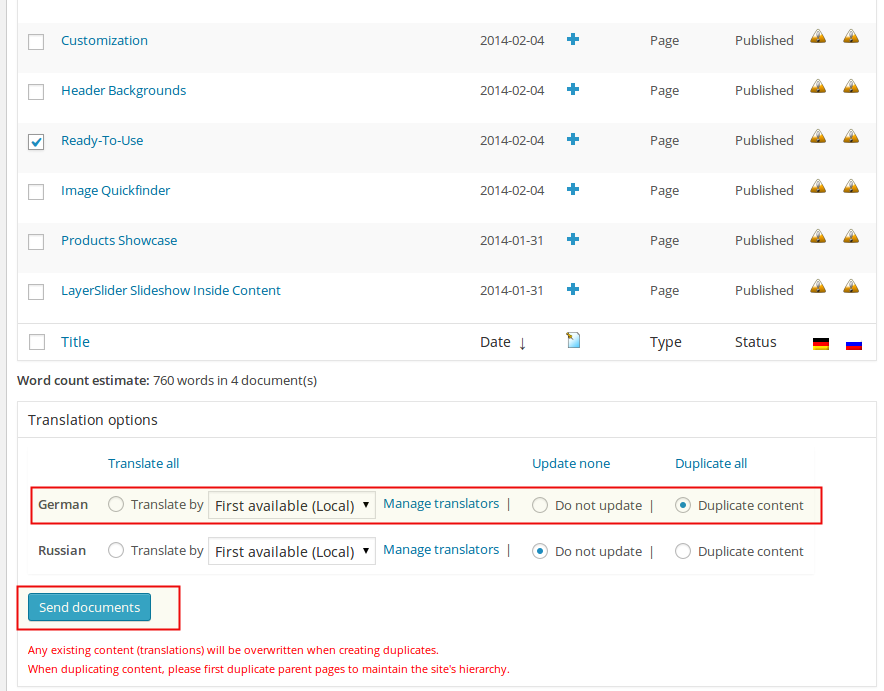 Customization 2014-02-04 Page Published
Header Backgrounds 2014-02-04 Page Published
Ready-To-Use 2014-02-04 Page Published
Image Quickfinder 2014-02-04 Page Published
Products Showcase 2014-01-31 Page Published
LayerSlider Slideshow Inside Content 2014-01-31 Page Published
Title Date ↓ Type Status
Word count estimate: 760 words in 4 document(s)
Translation options
Translate all Update none Duplicate all
German Translate by First available (Local) Manage translators | Do not update | Duplicate content
Russian Translate by First available (Local) Manage translators | Do not update | Duplicate content
Send documents
Any existing content (translations) will be overwritten when creating duplicates.
When duplicating content, please first duplicate parent pages to maintain the site's hierarchy.